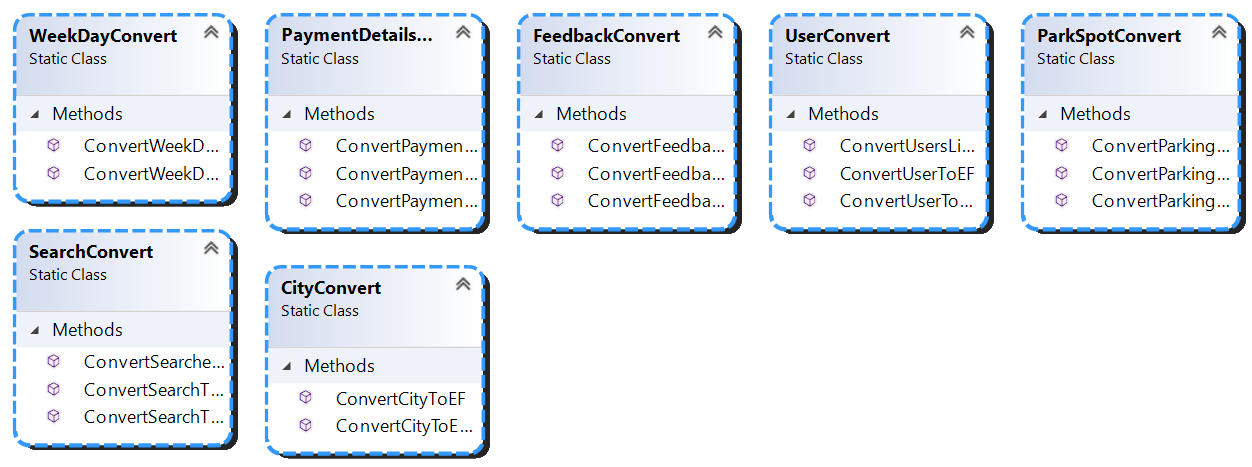 WeekDayConvert
Static Class
Methods
ConvertWeekD...
ConvertWeekD...
PaymentDetails...
Static Class
Methods
ConvertPaymen...
ConvertPaymen...
ConvertPaymen...
FeedbackConvert
Static Class
Methods
ConvertFeedba...
ConvertFeedba...
ConvertFeedba...
UserConvert
Static Class
Methods
ConvertUsersLi...
ConvertUserToEF
ConvertUserTo...
ParkSpotConvert
Static Class
Methods
ConvertParking...
ConvertParking...
ConvertParking...
SearchConvert
Static Class
Methods
ConvertSearche...
ConvertSearchT...
ConvertSearchT...
CityConvert
Static Class
Methods
ConvertCityToEF
ConvertCityToE...